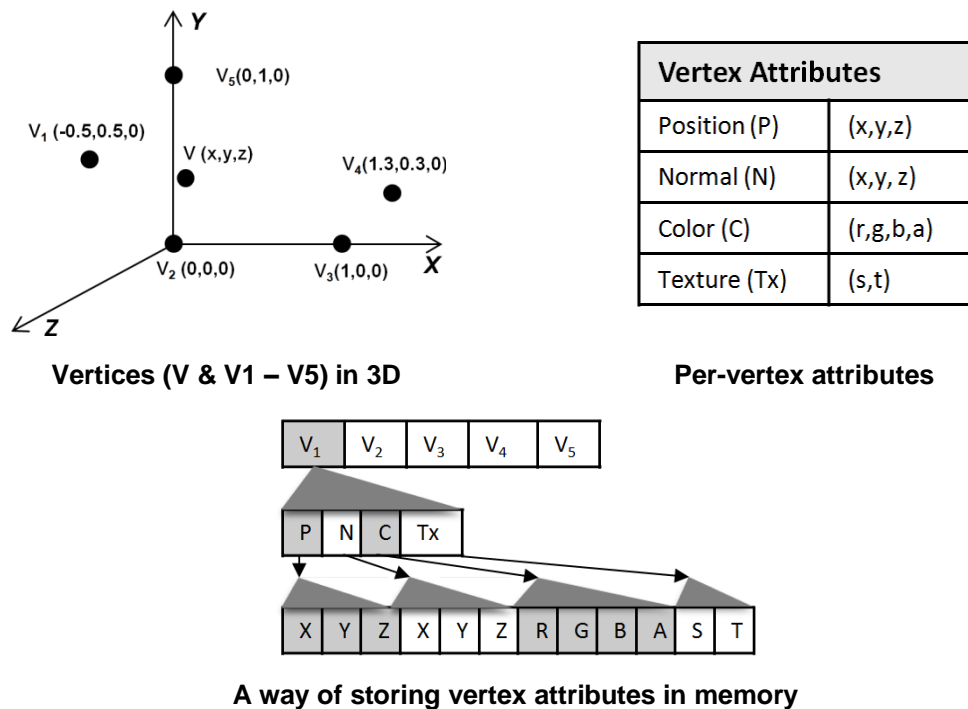 Y
V5(0,1,0)
V1 (-0.5,0.5,0)
V (x,y,z)
V4(1.3,0.3,0)
X
V2 (0,0,0)
V3(1,0,0)
Z
Vertices (V & V1 – V5) in 3D
Vertex Attributes
Position (P) (x,y,z)
Normal (N) (x,y, z)
Color (C) (r,g,b,a)
Texture (Tx) (s,t)
Per-vertex attributes
V1 V2 V3 V4 V5
P N C Tx
X Y Z X Y Z R G B A S T
A way of storing vertex attributes in memory